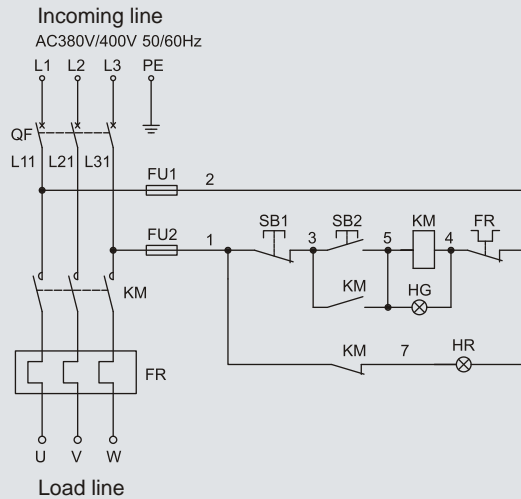 Incoming line
AC380V/400V 50/60Hz
L1 L2 L3 PE
QF
L11 L21 L31
FU1 2
FU2 1 SB1 3 SB2 5 KM 4 FR
KM KM HG
FR KM 7 HR
U V W
Load line